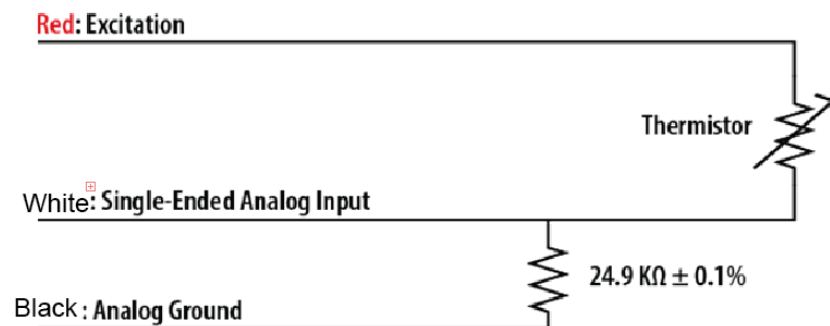 Red: Excitation
Thermistor
White: Single-Ended Analog Input
24.9 KΩ ± 0.1%
Black : Analog Ground